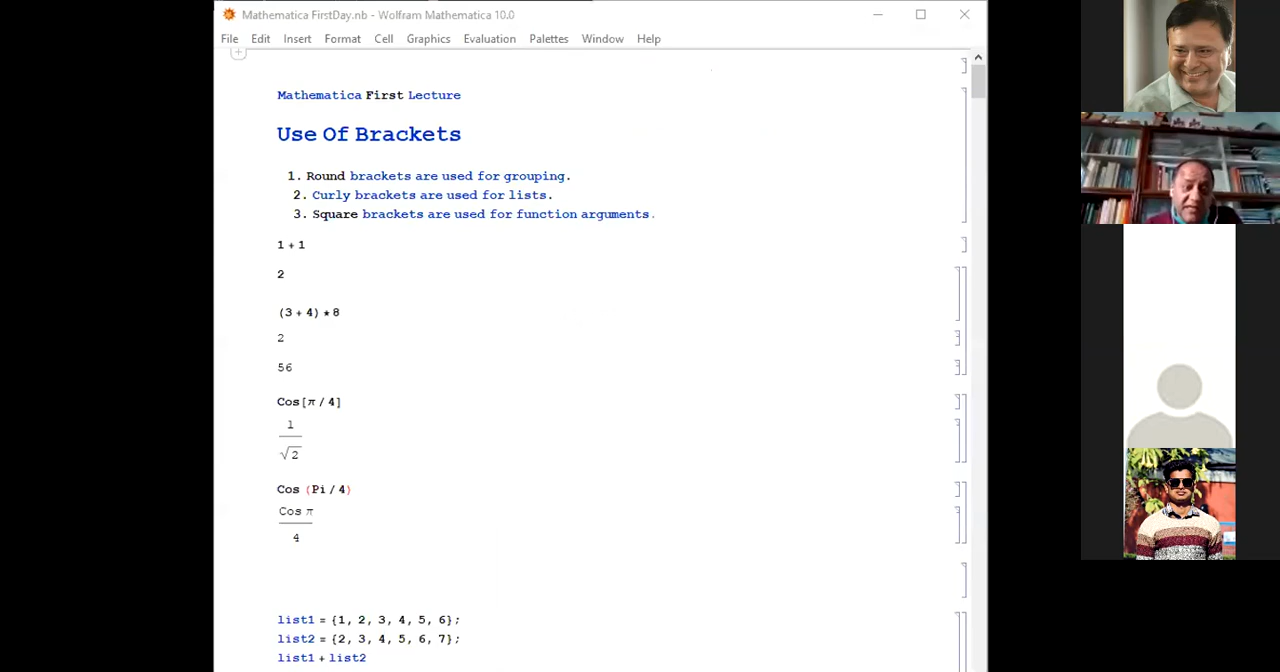 Mathematica FirstDay.nb - Wolfram Mathematica 10.0
File Edit Insert Format Cell Graphics Evaluation Palettes Window Help
Mathematica First Lecture
Use Of Brackets
1. Round brackets are used for grouping.
2. Curly brackets are used for lists.
3. Square brackets are used for function arguments.
1 + 1
2
(3 + 4) * 8
2
56
Cos[π / 4]
1
√2
Cos (Pi / 4)
Cos π
4
list1 = {1, 2, 3, 4, 5, 6};
list2 = {2, 3, 4, 5, 6, 7};
list1 + list2